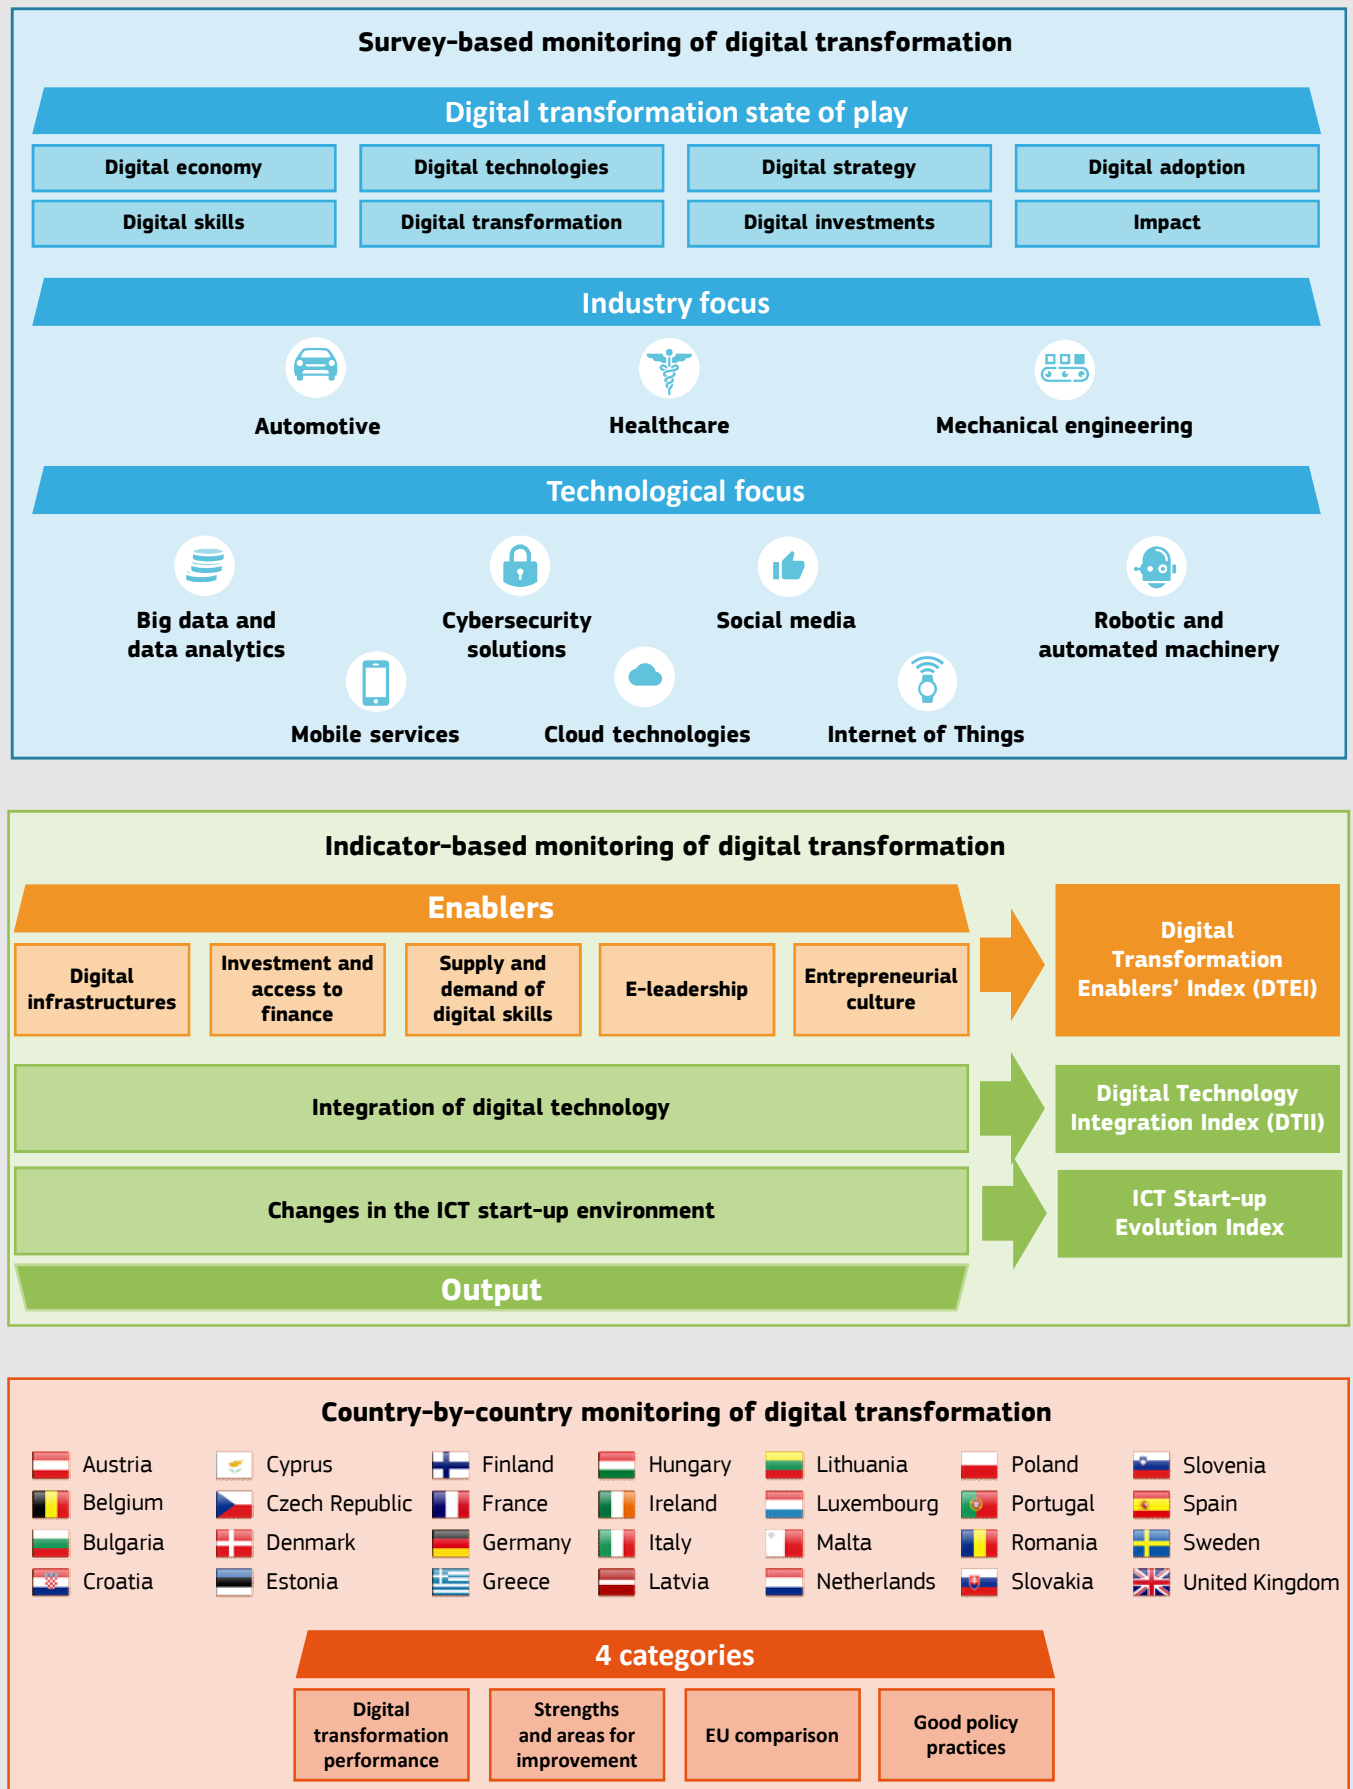 Survey-based monitoring of digital transformation
Digital transformation state of play
Digital economy
Digital technologies
Digital strategy
Digital adoption
Digital skills
Digital transformation
Digital investments
Impact
Industry focus
Automotive
Healthcare
Mechanical engineering
Technological focus
Big data and
data analytics
Cybersecurity
solutions
Social media
Robotic and
automated machinery
Mobile services
Cloud technologies
Internet of Things
Indicator-based monitoring of digital transformation
Enablers
Digital
infrastructures
Investment and
access to
finance
Supply and
demand of
digital skills
E-leadership
Entrepreneurial
culture
Digital
Transformation
Enablers’ Index (DTEI)
Integration of digital technology
Digital Technology
Integration Index (DTII)
Changes in the ICT start-up environment
ICT Start-up
Evolution Index
Output
Country-by-country monitoring of digital transformation
Austria
Belgium
Bulgaria
Croatia
Cyprus
Czech Republic
Denmark
Estonia
Finland
France
Germany
Greece
Hungary
Ireland
Italy
Latvia
Lithuania
Luxembourg
Malta
Netherlands
Poland
Portugal
Romania
Slovakia
Slovenia
Spain
Sweden
United Kingdom
4 categories
Digital
transformation
performance
Strengths
and areas for
improvement
EU comparison
Good policy
practices